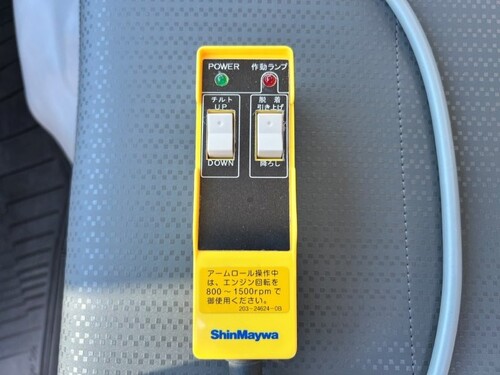 POWER 作動ランプ
チルト
UP
DOWN
脱着
引き上げ
降ろし
アームロール操作中
は、エンジン回転を
800～1500rpmで
御使用ください。
203-24624-0B
ShinMaywa